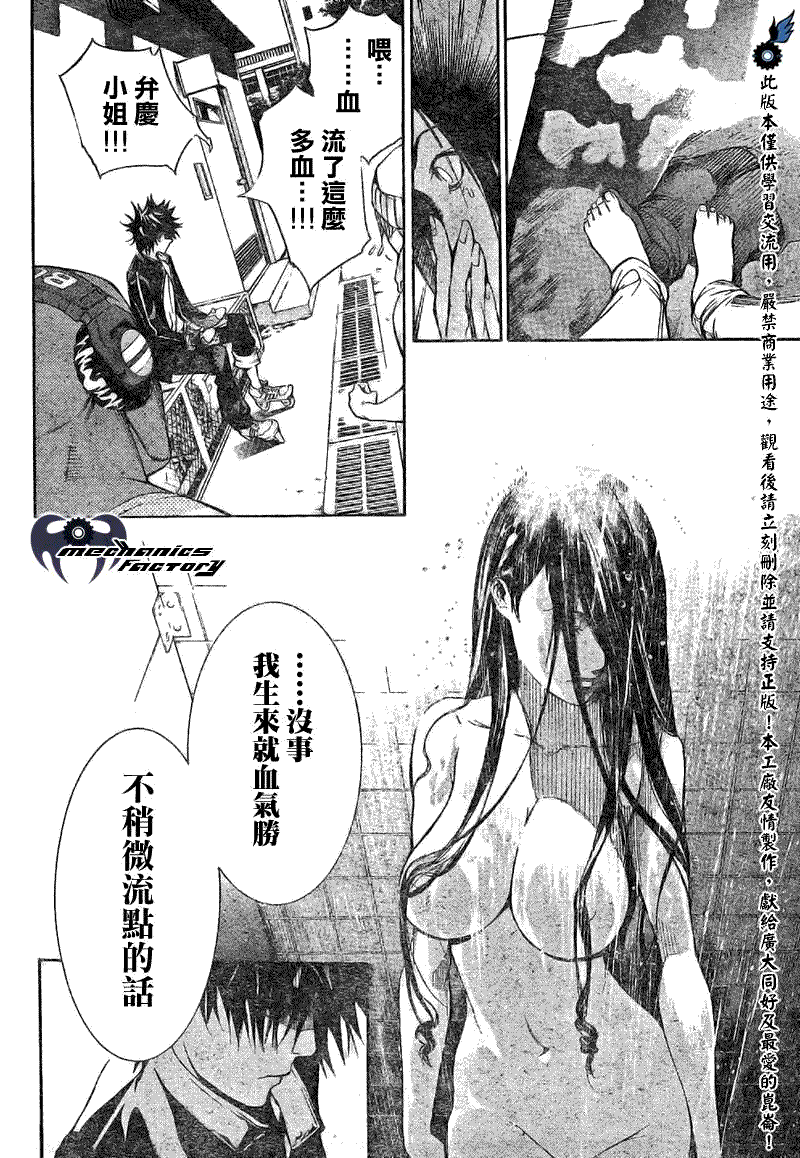 喂……
……血
流了這麼
多血…!!!
弁慶
小姐
!!!
……沒事
我生來就血氣勝
不稍微流點的話
BU
mechanics
Factory
此版本僅供學習交流用，嚴禁商業用途，觀看後請立刻刪除並請支持正版！本工廠友情製作，獻給廣大同好及最愛的崑崙！